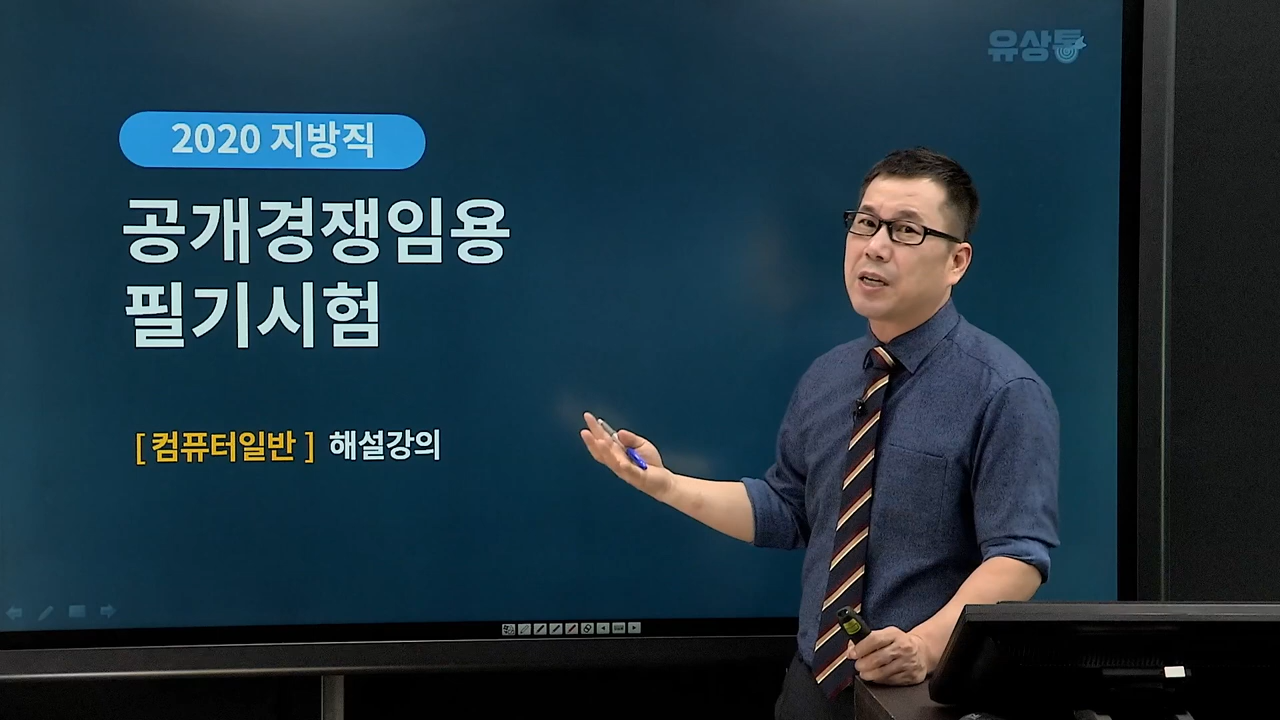 유상통
2020 지방직
공개경쟁임용
필기시험
[ 컴퓨터일반 ] 해설강의